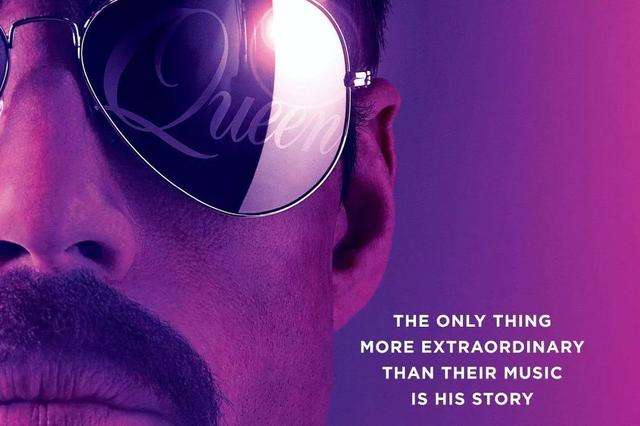 Queen
THE ONLY THING
MORE EXTRAORDINARY
THAN THEIR MUSIC
IS HIS STORY